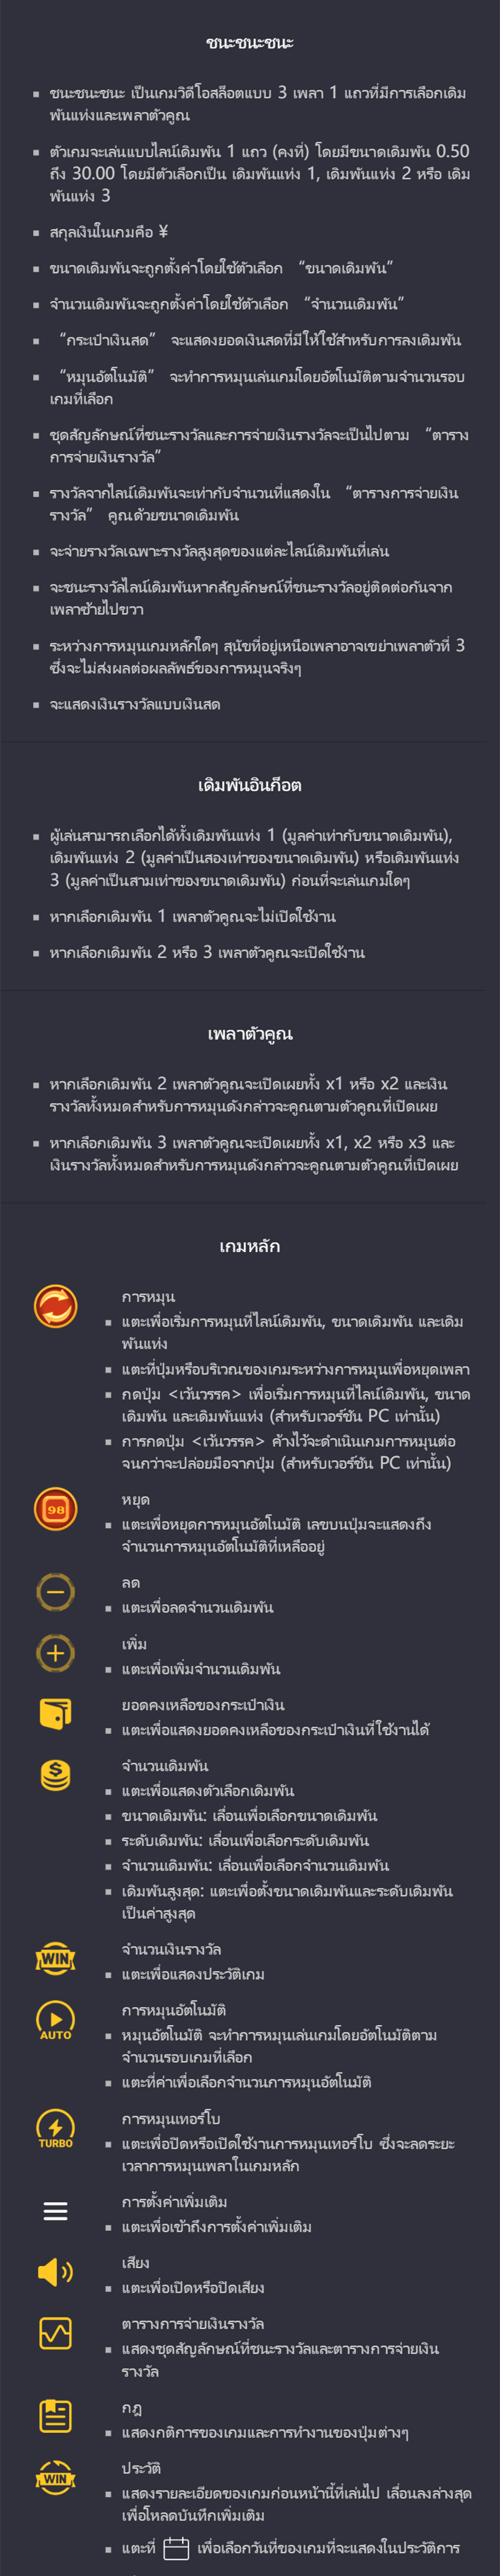 ชนะชนะชนะ
ชนะชนะชนะ เป็นเกมวิดีโอสล็อตแบบ 3 เพลา 1 แถวที่มีการเลือกเดิม
พันแท่งและเพลาตัวคูณ
ตัวเกมจะเล่นแบบไลน์เดิมพัน 1 แถว (คงที่) โดยมีขนาดเดิมพัน 0.50
ถึง 30.00 โดยมีตัวเลือกเป็น เดิมพันแท่ง 1, เดิมพันแท่ง 2 หรือ เดิม
พันแท่ง 3
สกุลเงินในเกมคือ ¥
ขนาดเดิมพันจะถูกตั้งค่าโดยใช้ตัวเลือก “ขนาดเดิมพัน”
จำนวนเดิมพันจะถูกตั้งค่าโดยใช้ตัวเลือก “จำนวนเดิมพัน”
“กระเป๋าเงินสด” จะแสดงยอดเงินสดที่มีให้ใช้สำหรับการลงเดิมพัน
“หมุนอัตโนมัติ” จะทำการหมุนเล่นเกมโดยอัตโนมัติตามจำนวนรอบ
เกมที่เลือก
ชุดสัญลักษณ์ที่ชนะรางวัลและการจ่ายเงินรางวัลจะเป็นไปตาม “ตาราง
การจ่ายเงินรางวัล”
รางวัลจากไลน์เดิมพันจะเท่ากับจำนวนที่แสดงใน “ตารางการจ่ายเงิน
รางวัล” คูณด้วยขนาดเดิมพัน
จะจ่ายรางวัลเฉพาะรางวัลสูงสุดของแต่ละไลน์เดิมพันที่เล่น
จะชนะรางวัลไลน์เดิมพันหากสัญลักษณ์ที่ชนะรางวัลอยู่ติดต่อกันจาก
เพลาซ้ายไปขวา
ระหว่างการหมุนเกมหลักใดๆ สุนัขที่อยู่เหนือเพลาอาจเขย่าเพลาตัวที่ 3
ซึ่งจะไม่ส่งผลต่อผลลัพธ์ของการหมุนจริงๆ
จะแสดงเงินรางวัลแบบเงินสด
เดิมพันอินก็อต
ผู้เล่นสามารถเลือกได้ทั้งเดิมพันแท่ง 1 (มูลค่าเท่ากับขนาดเดิมพัน),
เดิมพันแท่ง 2 (มูลค่าเป็นสองเท่าของขนาดเดิมพัน) หรือเดิมพันแท่ง
3 (มูลค่าเป็นสามเท่าของขนาดเดิมพัน) ก่อนที่จะเล่นเกมใดๆ
หากเลือกเดิมพัน 1 เพลาตัวคูณจะไม่เปิดใช้งาน
หากเลือกเดิมพัน 2 หรือ 3 เพลาตัวคูณจะเปิดใช้งาน
เพลาตัวคูณ
หากเลือกเดิมพัน 2 เพลาตัวคูณจะเปิดเผยทั้ง x1 หรือ x2 และเงิน
รางวัลทั้งหมดสำหรับการหมุนดังกล่าวจะคูณตามตัวคูณที่เปิดเผย
หากเลือกเดิมพัน 3 เพลาตัวคูณจะเปิดเผยทั้ง x1, x2 หรือ x3 และ
เงินรางวัลทั้งหมดสำหรับการหมุนดังกล่าวจะคูณตามตัวคูณที่เปิดเผย
เกมหลัก
การหมุน
แตะเพื่อเริ่มการหมุนที่ไลน์เดิมพัน, ขนาดเดิมพัน และเดิม
พันแท่ง
แตะที่ปุ่มหรือบริเวณของเกมระหว่างการหมุนเพื่อหยุดเพลา
กดปุ่ม <เว้นวรรค> เพื่อเริ่มการหมุนที่ไลน์เดิมพัน, ขนาด
เดิมพัน และเดิมพันแท่ง (สำหรับเวอร์ชัน PC เท่านั้น)
การกดปุ่ม <เว้นวรรค> ค้างไว้จะดำเนินเกมการหมุนต่อ
จนกว่าจะปล่อยมือจากปุ่ม (สำหรับเวอร์ชัน PC เท่านั้น)
98
หยุด
แตะเพื่อหยุดการหมุนอัตโนมัติ เลขบนปุ่มจะแสดงถึง
จำนวนการหมุนอัตโนมัติที่เหลืออยู่
ลด
แตะเพื่อลดจำนวนเดิมพัน
เพิ่ม
แตะเพื่อเพิ่มจำนวนเดิมพัน
ยอดคงเหลือของกระเป๋าเงิน
แตะเพื่อแสดงยอดคงเหลือของกระเป๋าเงินที่ใช้งานได้
จำนวนเดิมพัน
แตะเพื่อแสดงตัวเลือกเดิมพัน
ขนาดเดิมพัน: เลื่อนเพื่อเลือกขนาดเดิมพัน
ระดับเดิมพัน: เลื่อนเพื่อเลือกระดับเดิมพัน
จำนวนเดิมพัน: เลื่อนเพื่อเลือกจำนวนเดิมพัน
เดิมพันสูงสุด: แตะเพื่อตั้งขนาดเดิมพันและระดับเดิมพัน
เป็นค่าสูงสุด
WIN
จำนวนเงินรางวัล
แตะเพื่อแสดงประวัติเกม
AUTO
การหมุนอัตโนมัติ
หมุนอัตโนมัติ จะทำการหมุนเล่นเกมโดยอัตโนมัติตาม
จำนวนรอบเกมที่เลือก
แตะที่ค่าเพื่อเลือกจำนวนการหมุนอัตโนมัติ
TURBO
การหมุนเทอร์โบ
แตะเพื่อปิดหรือเปิดใช้งานการหมุนเทอร์โบ ซึ่งจะลดระยะ
เวลาการหมุนเพลาในเกมหลัก
การตั้งค่าเพิ่มเติม
แตะเพื่อเข้าถึงการตั้งค่าเพิ่มเติม
เสียง
แตะเพื่อเปิดหรือปิดเสียง
ตารางการจ่ายเงินรางวัล
แสดงชุดสัญลักษณ์ที่ชนะรางวัลและตารางการจ่ายเงิน
รางวัล
กฎ
แสดงกติการของเกมและการทำงานของปุ่มต่างๆ
WIN
ประวัติ
แสดงรายละเอียดของเกมก่อนหน้านี้ที่เล่นไป เลื่อนลงล่างสุด
เพื่อโหลดบันทึกเพิ่มเติม
แตะที่ เพื่อเลือกวันที่ของเกมที่จะแสดงในประวัติการ